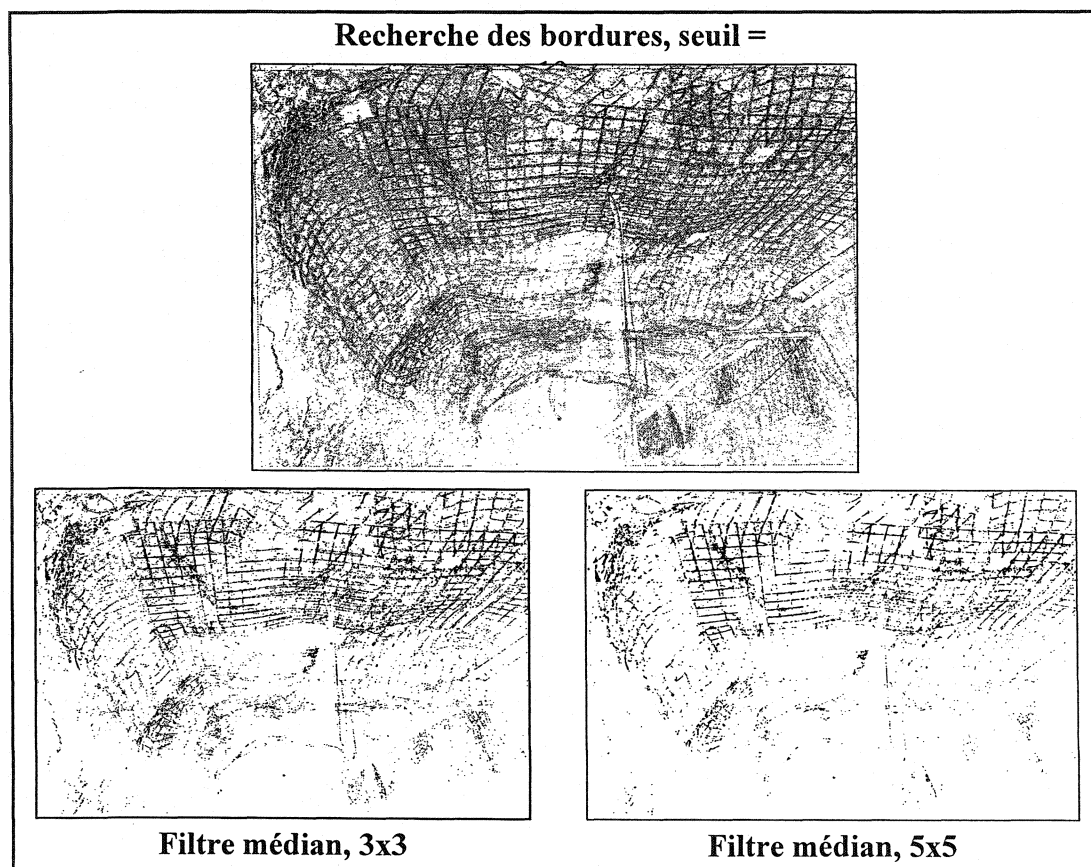 Recherche des bordures, seuil =
Filtre médian, 3x3
Filtre médian, 5x5